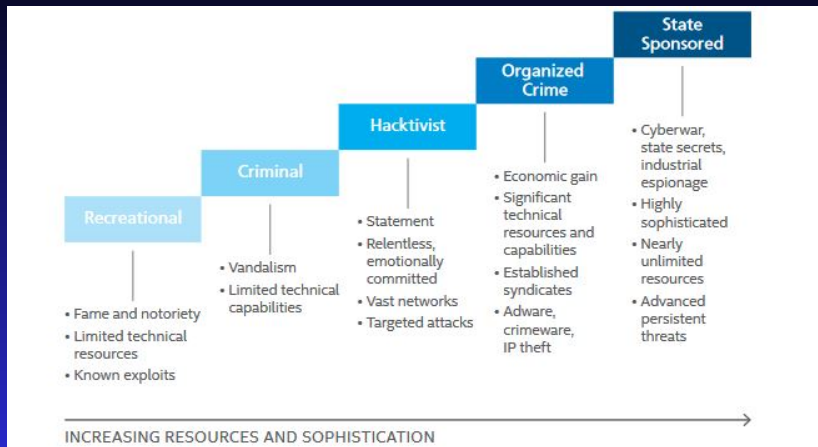 State
Sponsored
Organized
Crime
Hacktivist
Criminal
Recreational
• Fame and notoriety
• Limited technical
resources
• Known exploits
• Vandalism
• Limited technical
capabilities
• Statement
• Relentless,
emotionally
committed
• Vast networks
• Targeted attacks
• Economic gain
• Significant
technical
resources and
capabilities
• Established
syndicates
• Adware,
crimeware,
IP theft
• Cyberwar,
state secrets,
industrial
espionage
• Highly
sophisticated
• Nearly
unlimited
resources
• Advanced
persistent
threats
INCREASING RESOURCES AND SOPHISTICATION